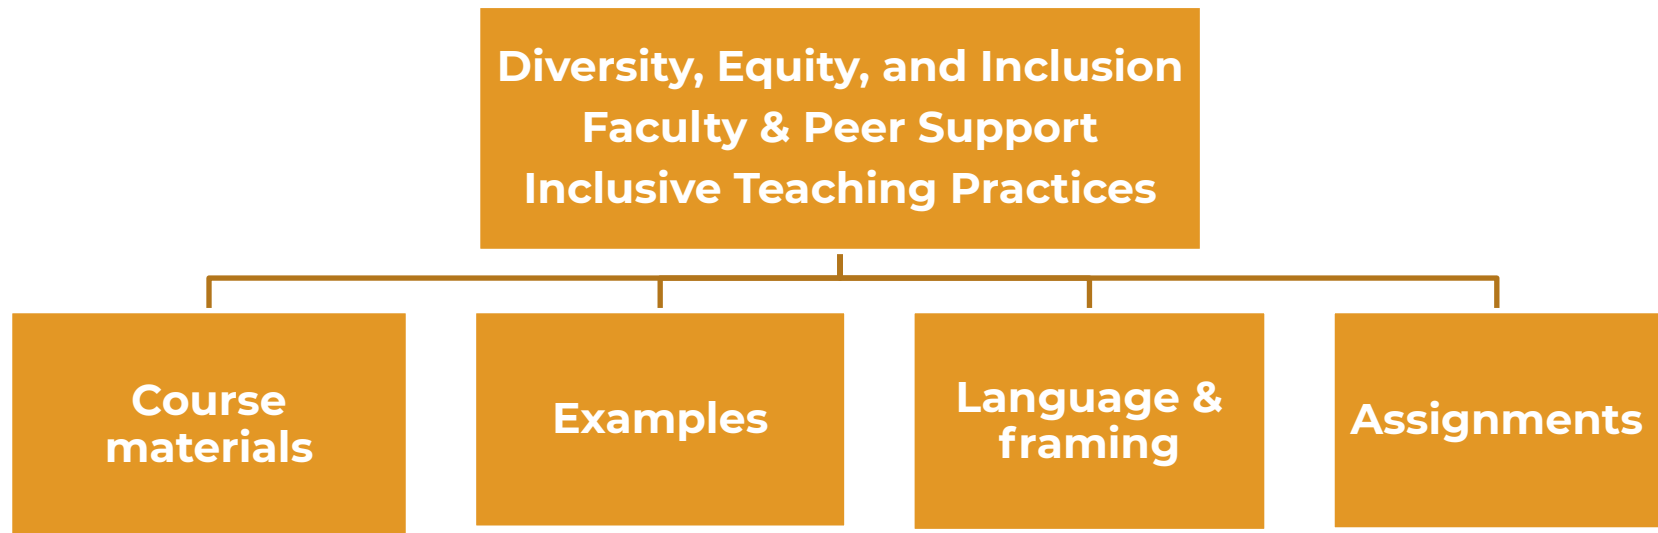 Diversity, Equity, and Inclusion
Faculty & Peer Support
Inclusive Teaching Practices
Course
materials
Examples
Language &
framing
Assignments